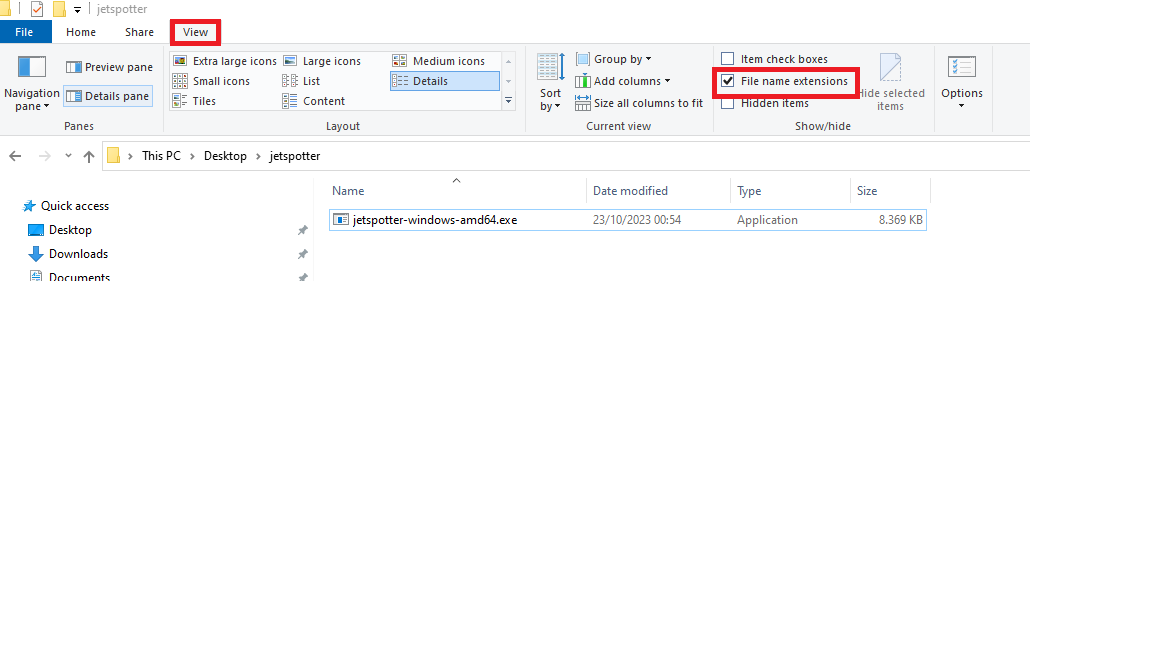 jetspotter
File Home Share View
Navigation pane
Preview pane
Details pane
Panes
Extra large icons Large icons Medium icons
Small icons List Details
Tiles Content
Layout
Sort by
Group by
Add columns
Size all columns to fit
Current view
Item check boxes
File name extensions
Hidden items
Hide selected items
Show/hide
Options
This PC Desktop jetspotter
Name Date modified Type Size
jetspotter-windows-amd64.exe 23/10/2023 00:54 Application 8.369 KB
Quick access
Desktop
Downloads
Documents